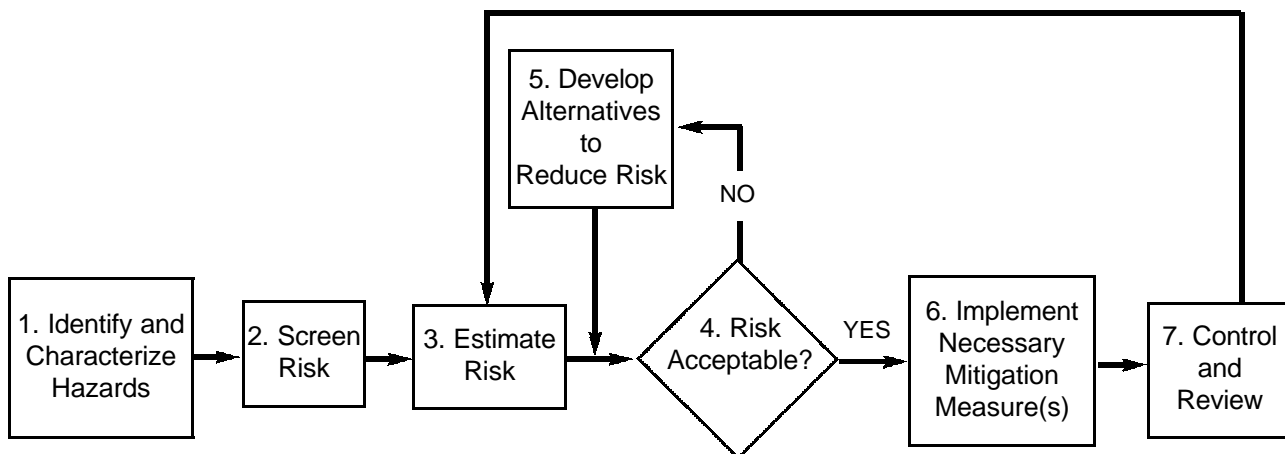 1. Identify and
Characterize
Hazards
2. Screen
Risk
3. Estimate
Risk
4. Risk
Acceptable?
NO
5. Develop
Alternatives
to
Reduce Risk
YES
6. Implement
Necessary
Mitigation
Measure(s)
7. Control
and
Review